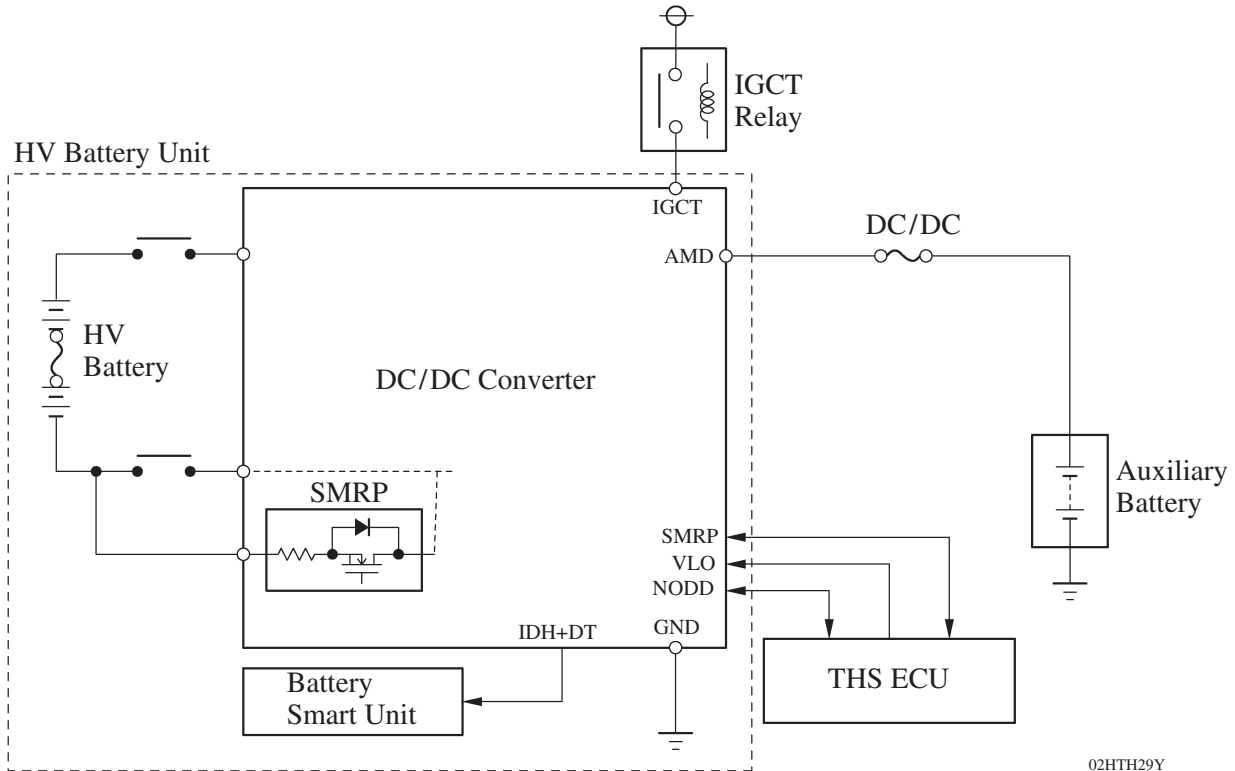 IGCT
Relay
HV Battery Unit
IGCT
DC/DC
AMD
HV
Battery
DC/DC Converter
Auxiliary
Battery
SMRP
SMRP
VLO
NODD
IDH+DT
GND
THS ECU
Battery
Smart Unit
02HTH29Y